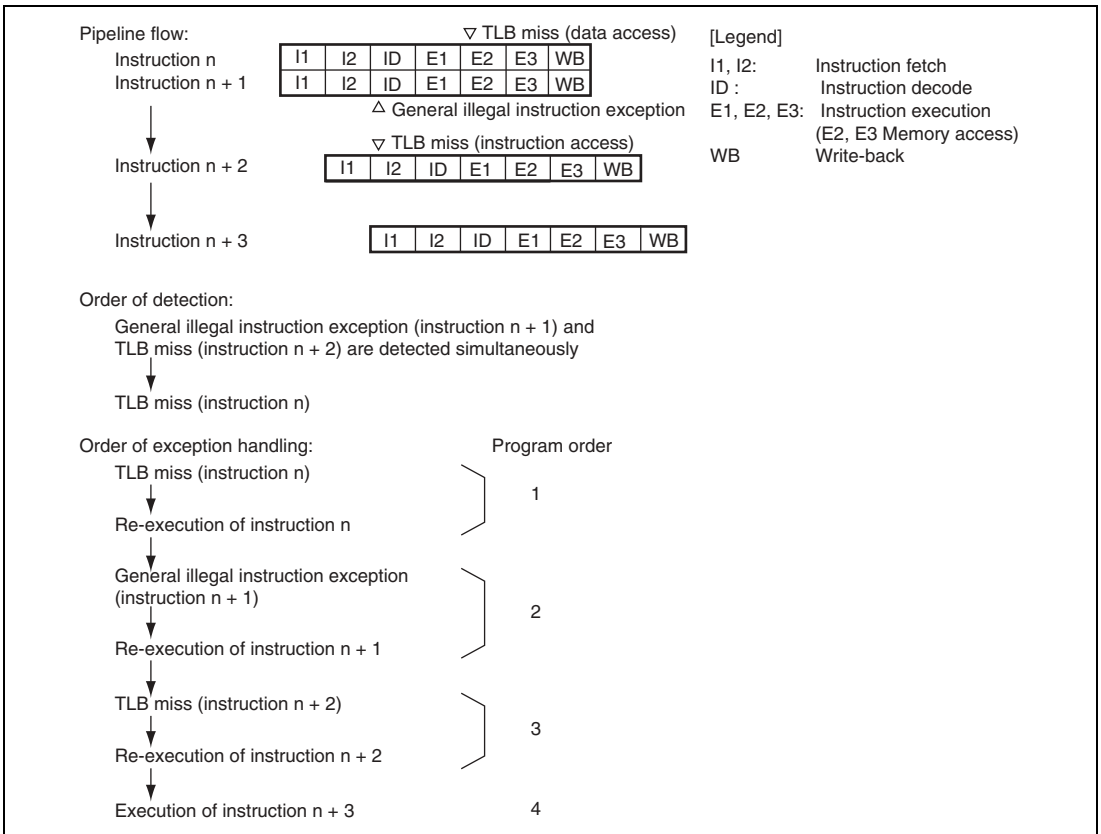 Pipeline flow:
▽ TLB miss (data access)
Instruction n I1 I2 ID E1 E2 E3 WB
Instruction n + 1 I1 I2 ID E1 E2 E3 WB
△ General illegal instruction exception
▽ TLB miss (instruction access)
Instruction n + 2 I1 I2 ID E1 E2 E3 WB
Instruction n + 3 I1 I2 ID E1 E2 E3 WB
[Legend]
I1, I2: Instruction fetch
ID : Instruction decode
E1, E2, E3: Instruction execution
(E2, E3 Memory access)
WB Write-back
Order of detection:
General illegal instruction exception (instruction n + 1) and
TLB miss (instruction n + 2) are detected simultaneously
TLB miss (instruction n)
Order of exception handling: Program order
TLB miss (instruction n)
1
Re-execution of instruction n
General illegal instruction exception
(instruction n + 1)
2
Re-execution of instruction n + 1
TLB miss (instruction n + 2)
3
Re-execution of instruction n + 2
Execution of instruction n + 3 4